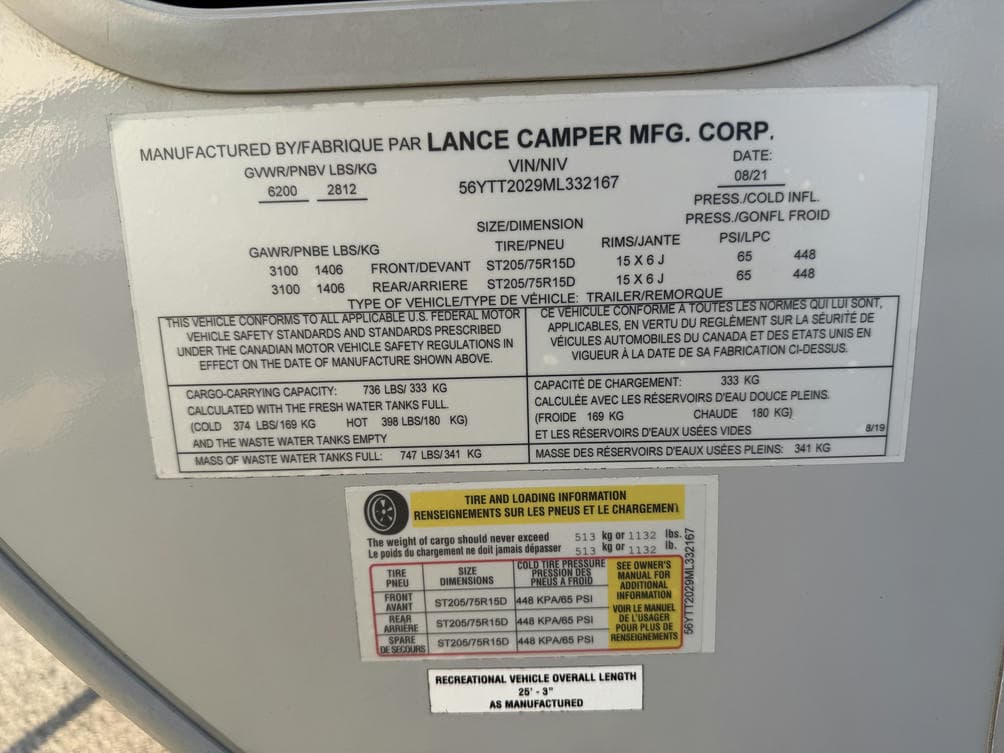 MANUFACTURED BY/FABRIQUE PAR LANCE CAMPER MFG. CORP.
GVWR/PNBV LBS/KG VIN/NIV DATE:
6200 2812 56YTT2029ML332167 08/21
PRESS./COLD INFL.
SIZE/DIMENSION PRESS./GONFL FROID
GAWR/PNBE LBS/KG TIRE/PNEU RIMS/JANTE PSI/LPC
3100 1406 FRONT/DEVANT ST205/75R15D 15 X 6 J 65 448
3100 1406 REAR/ARRIERE ST205/75R15D 15 X 6 J 65 448
TYPE OF VEHICLE/TYPE DE VÉHICLE: TRAILER/REMORQUE
THIS VEHICLE CONFORMS TO ALL APPLICABLE U.S. FEDERAL MOTOR
VEHICLE SAFETY STANDARDS AND STANDARDS PRESCRIBED
UNDER THE CANADIAN MOTOR VEHICLE SAFETY REGULATIONS IN
EFFECT ON THE DATE OF MANUFACTURE SHOWN ABOVE.
CE VÉHICULE CONFORME À TOUTES LES NORMES QUI LUI SONT,
APPLICABLES, EN VERTU DU REGLÈMENT SUR LA SÉURITÉ DE
VÉICULES AUTOMOBILES DU CANADA ET DES ETATS UNIS EN
VIGUEUR À LA DATE DE SA FABRICATION CI-DESSUS.
CARGO-CARRYING CAPACITY: 736 LBS/ 333 KG
CALCULATED WITH THE FRESH WATER TANKS FULL.
(COLD 374 LBS/169 KG HOT 398 LBS/180 KG)
AND THE WASTE WATER TANKS EMPTY
CAPACITÉ DE CHARGEMENT: 333 KG
CALCULÉE AVEC LES RÉSERVOIRS D'EAU DOUCE PLEINS.
(FROIDE 169 KG CHAUDE 180 KG)
ET LES RÉSERVOIRS D'EAUX USÉES VIDES 8/19
MASS OF WASTE WATER TANKS FULL: 747 LBS/341 KG
MASSE DES RÉSERVOIRS D'EAUX USÉES PLEINS: 341 KG
TIRE AND LOADING INFORMATION
RENSEIGNEMENTS SUR LES PNEUS ET LE CHARGEMENT
The weight of cargo should never exceed 513 kg or 1132 lbs.
Le poids du chargement ne doit jamais dépasser 513 kg or 1132 lb.
TIRE
PNEU
SIZE
DIMENSIONS
COLD TIRE PRESSURE
PRESSION DES
PNEUS A FROID
FRONT
AVANT
ST205/75R15D 448 KPA/65 PSI
REAR
ARRIERE
ST205/75R15D 448 KPA/65 PSI
SPARE
DE SECOURS
ST205/75R15D 448 KPA/65 PSI
SEE OWNER'S
MANUAL FOR
ADDITIONAL
INFORMATION
VOIR LE MANUEL
DE L'USAGER
POUR PLUS DE
RENSEIGNEMENTS
56YTT2029ML332167
RECREATIONAL VEHICLE OVERALL LENGTH
25' - 3"
AS MANUFACTURED